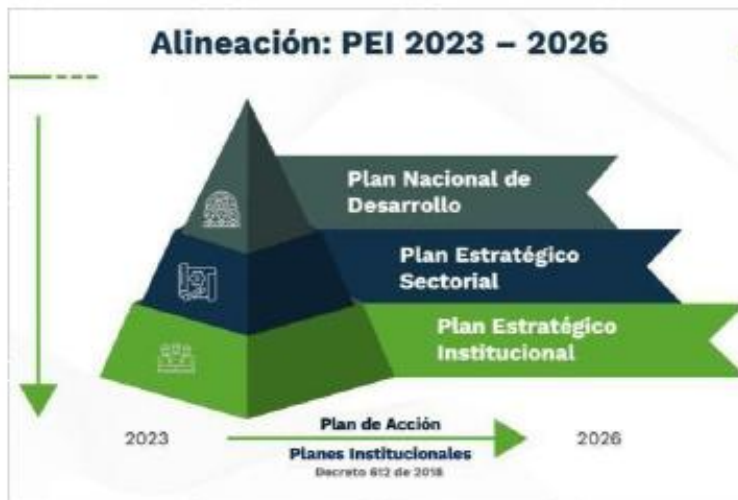 Alineación: PEI 2023 – 2026
Plan Nacional de
Desarrollo
Plan Estratégico
Sectorial
Plan Estratégico
Institucional
2023
Plan de Acción
2026
Planes Institucionales
Decreto 612 de 2018